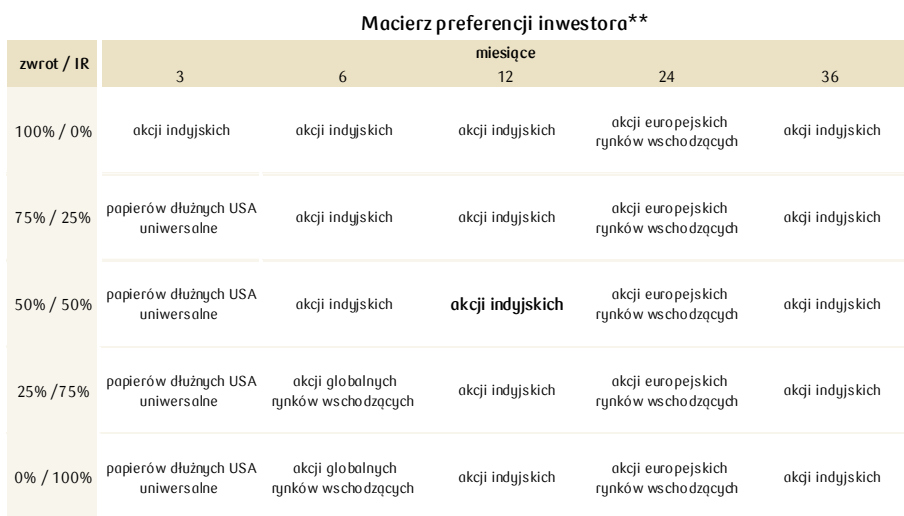 Macierz preferencji inwestora**
zwrot / IR
miesiące
3 6 12 24 36
100% / 0% akcji indyjskich akcji indyjskich akcji indyjskich akcji europejskich rynków wschodzących akcji indyjskich
75% / 25% papierów dłużnych USA uniwersalne akcji indyjskich akcji indyjskich akcji europejskich rynków wschodzących akcji indyjskich
50% / 50% papierów dłużnych USA uniwersalne akcji indyjskich akcji indyjskich akcji europejskich rynków wschodzących akcji indyjskich
25% /75% papierów dłużnych USA uniwersalne akcji globalnych rynków wschodzących akcji indyjskich akcji europejskich rynków wschodzących akcji indyjskich
0% / 100% papierów dłużnych USA uniwersalne akcji globalnych rynków wschodzących akcji indyjskich akcji europejskich rynków wschodzących akcji indyjskich